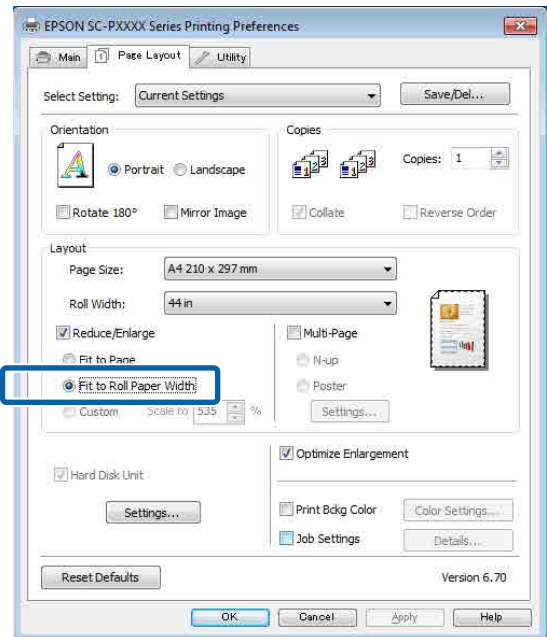 EPSON SC-PXXXX Series Printing Preferences
Main Page Layout Utility
Select Setting: Current Settings Save/Del...
Orientation Copies
Portrait Landscape Copies: 1
Rotate 180° Mirror Image Collate Reverse Order
Layout
Page Size: A4 210 x 297 mm
Roll Width: 44 in
Reduce/Enlarge Multi-Page
Fit to Page N-up
Fit to Roll Paper Width Poster
Custom Scale to 535 % Settings...
Optimize Enlargement
Hard Disk Unit
Settings... Print Bckg Color Color Settings...
Job Settings Details...
Reset Defaults Version 6.70
OK Cancel Apply Help